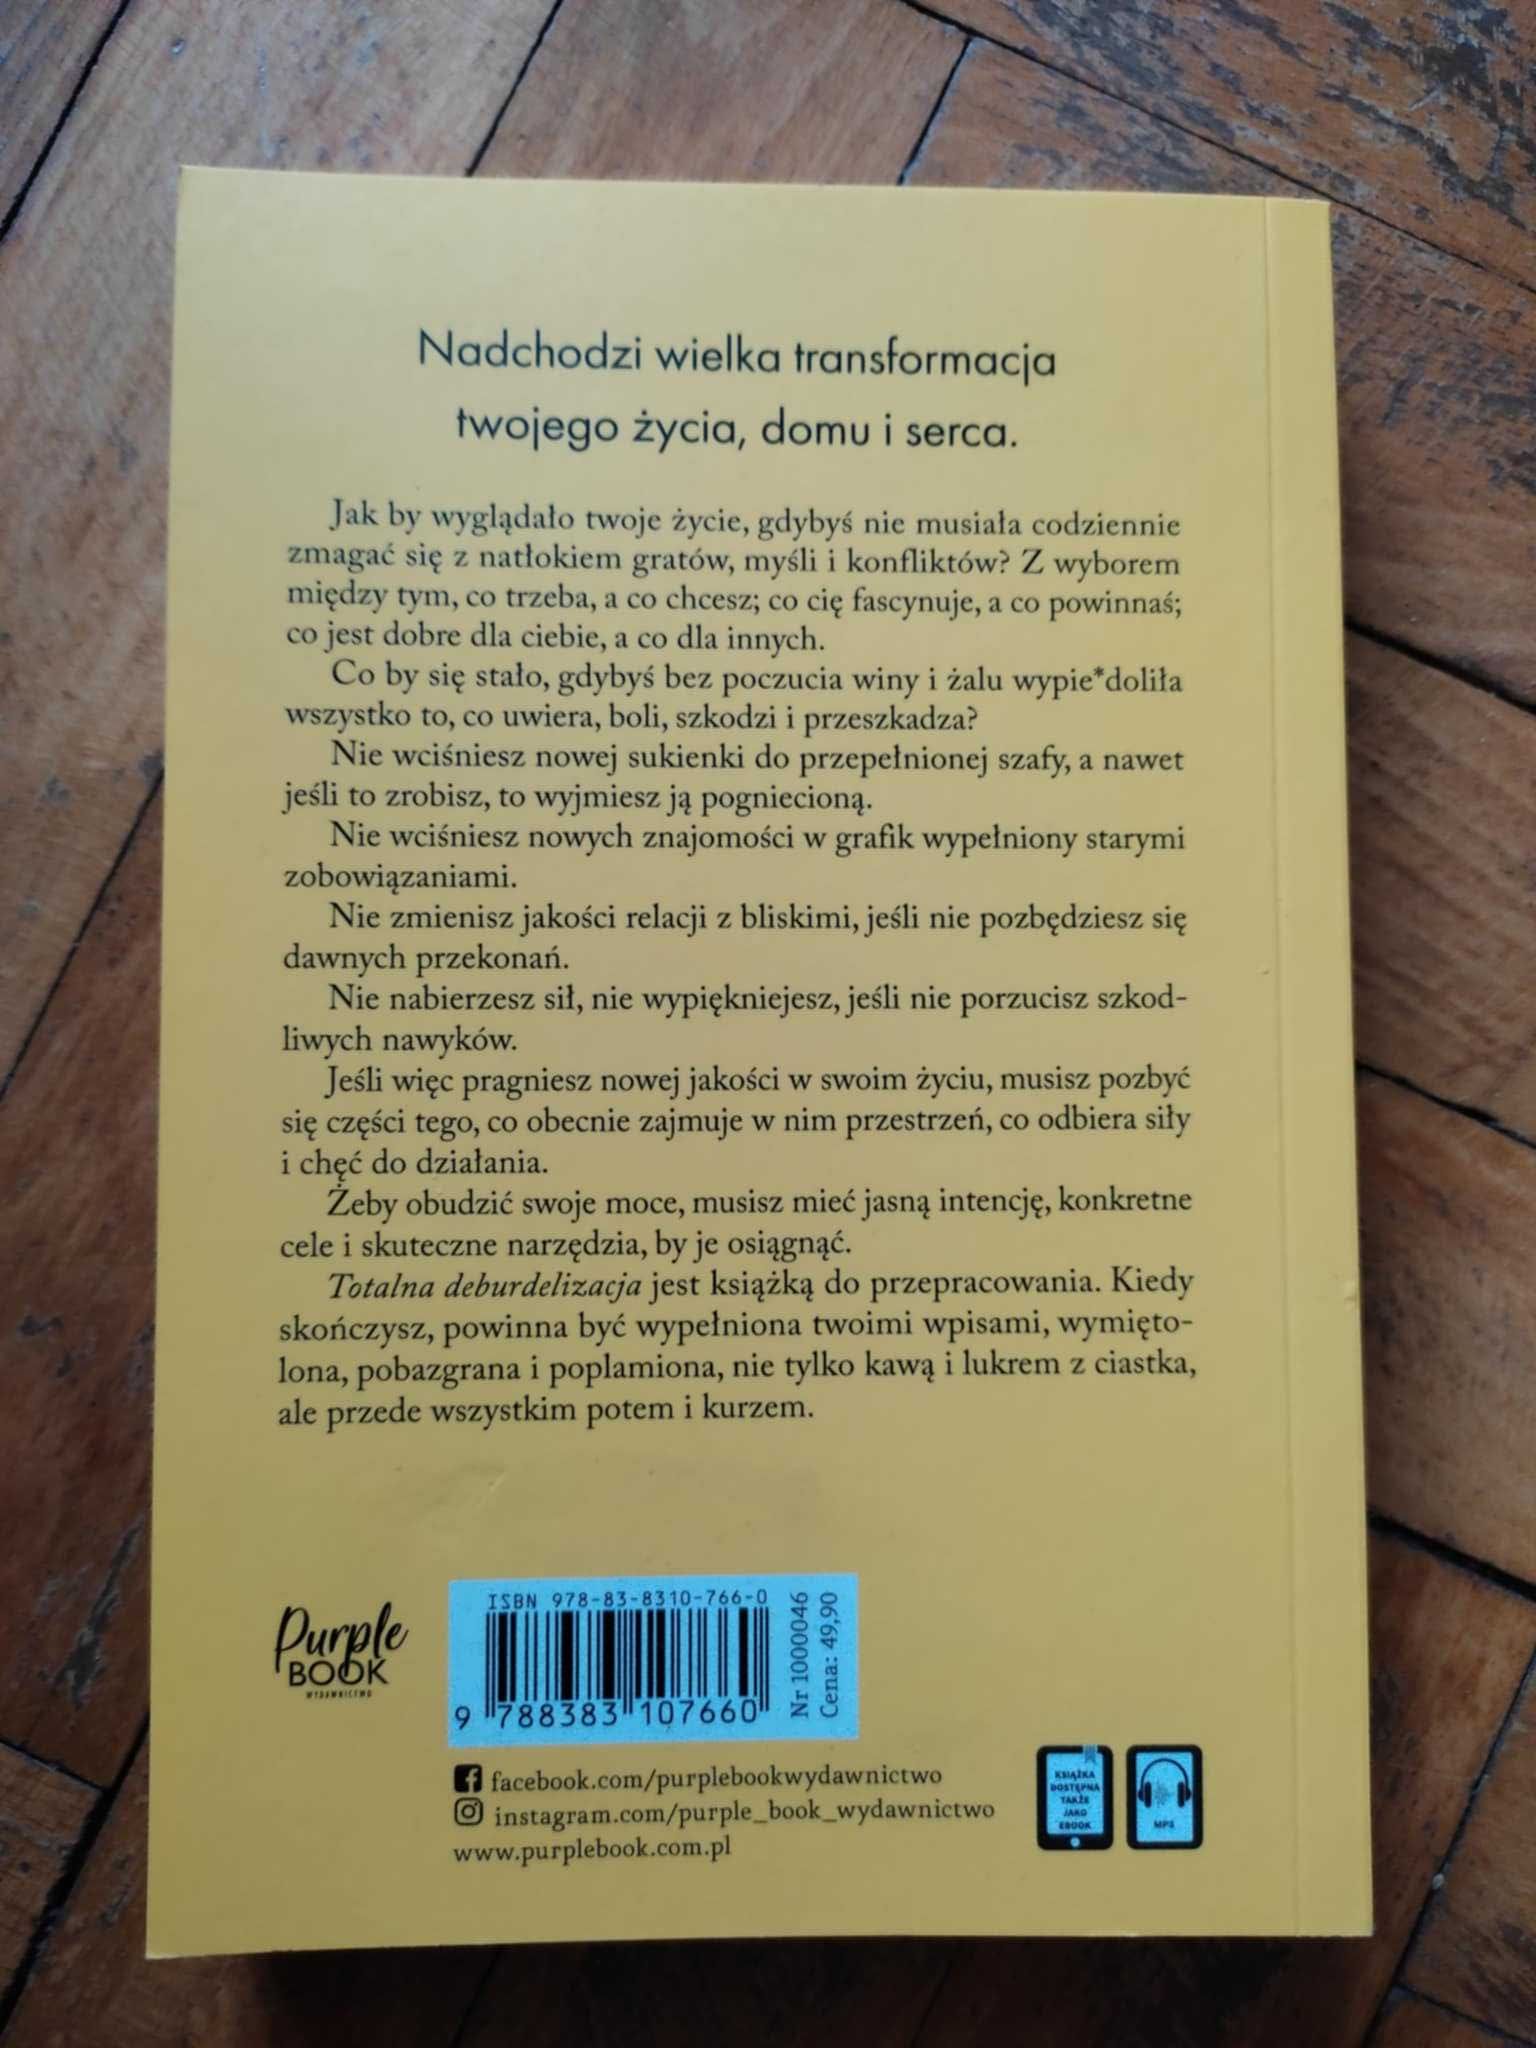 Nadchodzi wielka transformacja
twojego życia, domu i serca.
Jak by wyglądało twoje życie, gdybyś nie musiała codziennie
zmagać się z natłokiem gratów, myśli i konfliktów? Z wyborem
między tym, co trzeba, a co chcesz; co cię fascynuje, a co powinnaś;
co jest dobre dla ciebie, a co dla innych.
Co by się stało, gdybyś bez poczucia winy i żalu wypie*doliła
wszystko to, co uwiera, boli, szkodzi i przeszkadza?
Nie wciśniesz nowej sukienki do przepełnionej szafy, a nawet
jeśli to zrobisz, to wyjmiesz ją pogniecioną.
Nie wciśniesz nowych znajomości w grafik wypełniony starymi
zobowiązaniami.
Nie zmienisz jakości relacji z bliskimi, jeśli nie pozbędziesz się
dawnych przekonań.
Nie nabierzesz sił, nie wypiękniejesz, jeśli nie porzucisz szkod-
liwych nawyków.
Jeśli więc pragniesz nowej jakości w swoim życiu, musisz pozbyć
się części tego, co obecnie zajmuje w nim przestrzeń, co odbiera siły
i chęć do działania.
Żeby obudzić swoje moce, musisz mieć jasną intencję, konkretne
cele i skuteczne narzędzia, by je osiągnąć.
Totalna deburdelizacja jest książką do przepracowania. Kiedy
skończysz, powinna być wypełniona twoimi wpisami, wymięto-
lona, pobazgrana i poplamiona, nie tylko kawą i lukrem z ciastka,
ale przede wszystkim potem i kurzem.
Purple
BOOK
WYDAWNICTWO
ISBN 978-83-8310-766-0
9 788383 107660
Nr 1000046
Cena: 49,90
facebook.com/purplebookwydawnictwo
instagram.com/purple_book_wydawnictwo
www.purplebook.com.pl
KSIĄŻKA
DOSTĘPNA
TAKŻE
JAKO
EBOOK
MP3